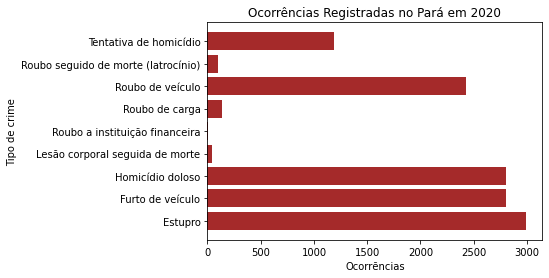 Ocorrências Registradas no Pará em 2020
Tipo de crime
Tentativa de homicídio
Roubo seguido de morte (latrocínio)
Roubo de veículo
Roubo de carga
Roubo a instituição financeira
Lesão corporal seguida de morte
Homicídio doloso
Furto de veículo
Estupro
0 500 1000 1500 2000 2500 3000
Ocorrências